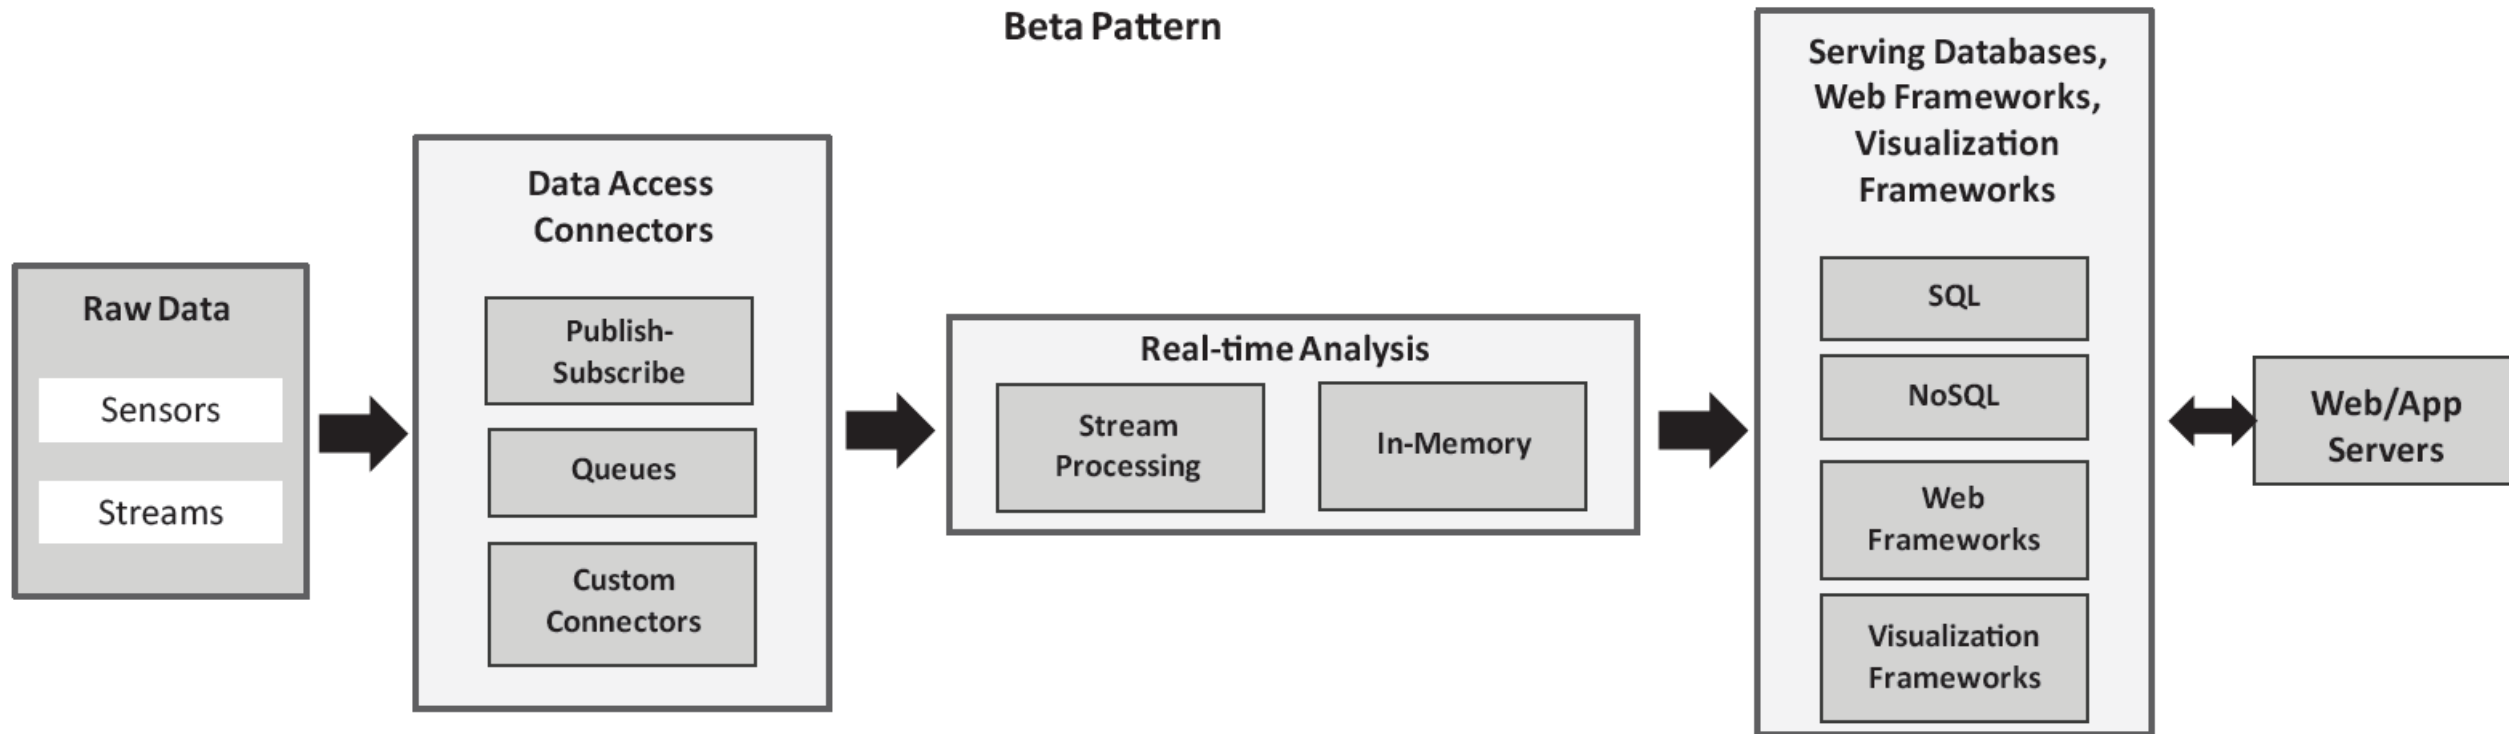 Beta Pattern
Raw Data
Sensors
Streams
Data Access
Connectors
Publish-
Subscribe
Queues
Custom
Connectors
Real-time Analysis
Stream
Processing
In-Memory
Serving Databases,
Web Frameworks,
Visualization
Frameworks
SQL
NoSQL
Web
Frameworks
Visualization
Frameworks
Web/App
Servers